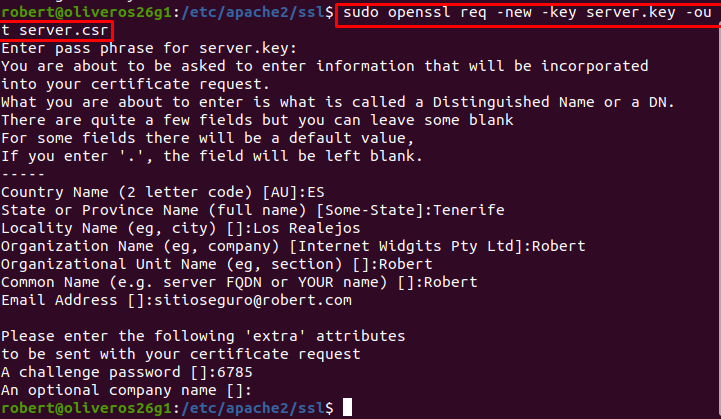 robert@oliveros26g1:/etc/apache2/ssl$ sudo openssl req -new -key server.key -ou
t server.csr
Enter pass phrase for server.key:
You are about to be asked to enter information that will be incorporated
into your certificate request.
What you are about to enter is what is called a Distinguished Name or a DN.
There are quite a few fields but you can leave some blank
For some fields there will be a default value,
If you enter '.', the field will be left blank.
-----
Country Name (2 letter code) [AU]:ES
State or Province Name (full name) [Some-State]:Tenerife
Locality Name (eg, city) []:Los Realejos
Organization Name (eg, company) [Internet Widgits Pty Ltd]:Robert
Organizational Unit Name (eg, section) []:Robert
Common Name (e.g. server FQDN or YOUR name) []:Robert
Email Address []:sitioseguro@robert.com

Please enter the following 'extra' attributes
to be sent with your certificate request
A challenge password []:6785
An optional company name []:
robert@oliveros26g1:/etc/apache2/ssl$